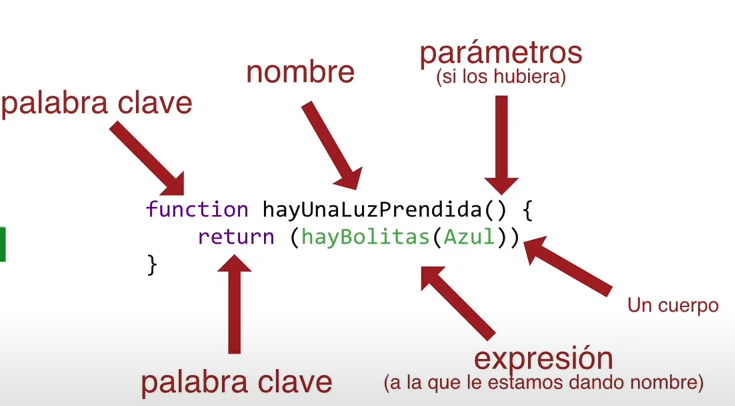 parámetros
(si los hubiera)
nombre
palabra clave
function hayUnaLuzPrendida() {
return (hayBolitas(Azul))
}
Un cuerpo
expresión
(a la que le estamos dando nombre)
palabra clave